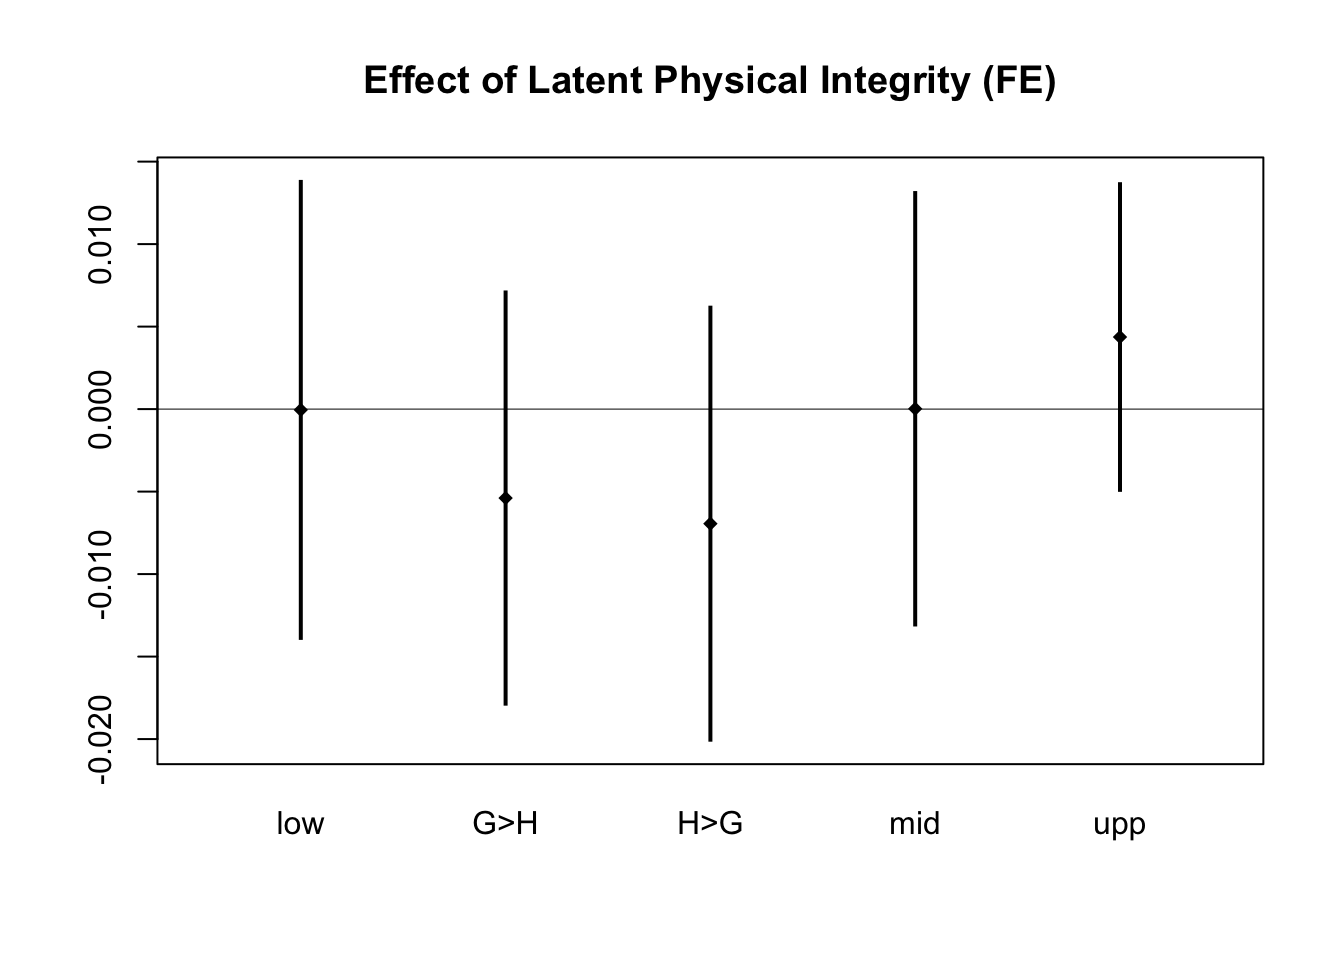 Effect of Latent Physical Integrity (FE)
0.010
0.000
-0.010
-0.020
low G>H H>G mid upp